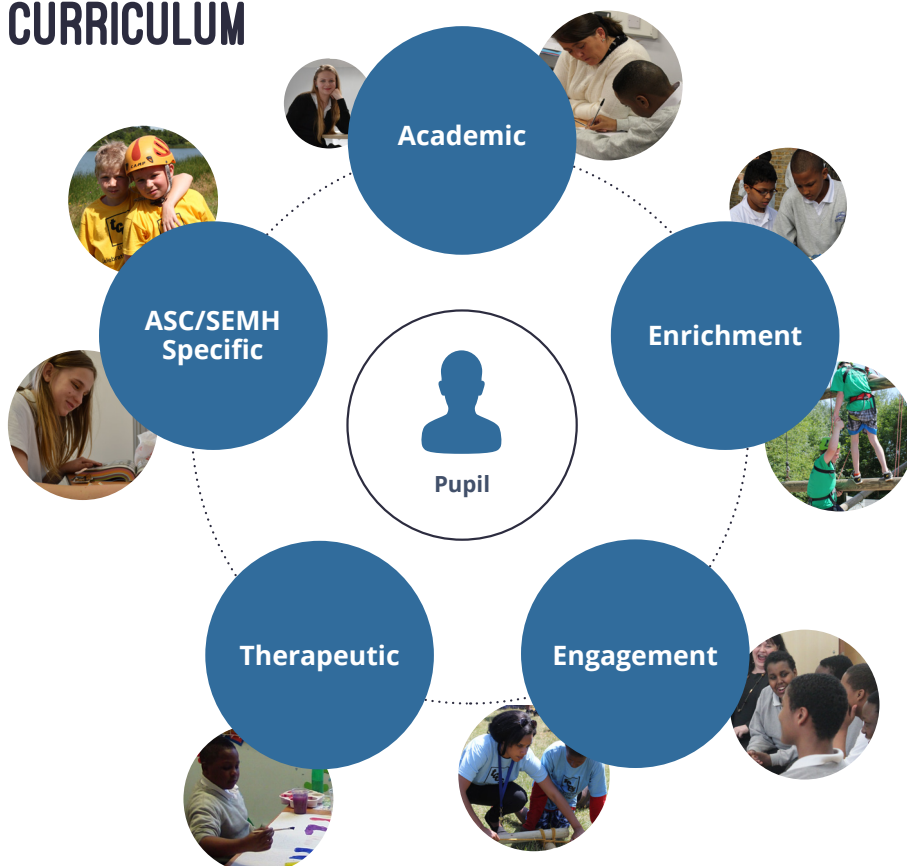 CURRICULUM
Academic
ASC/SEMH
Specific
Enrichment
Pupil
Therapeutic
Engagement